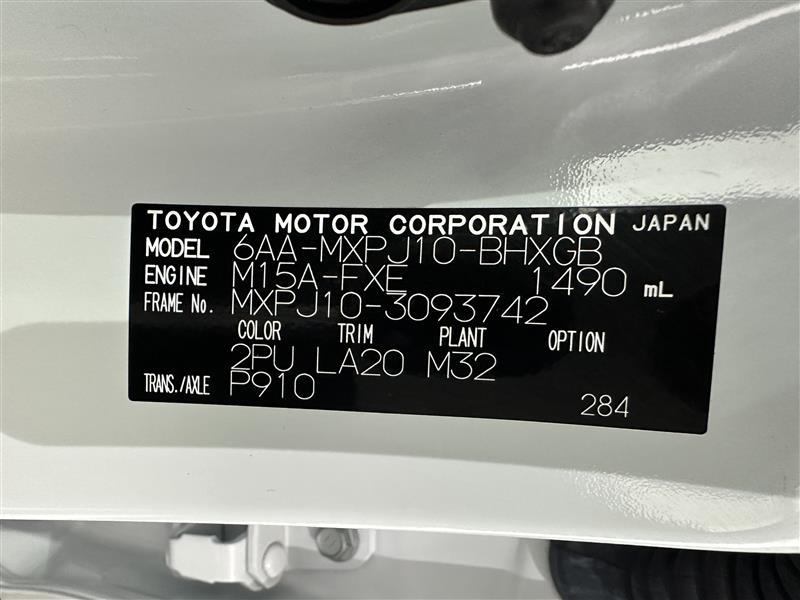 TOYOTA MOTOR CORPORATION JAPAN
MODEL 6AA-MXPJ10-BHXGB
ENGINE M15A-FXE 1490 mL
FRAME No. MXPJ10-3093742
COLOR TRIM PLANT OPTION
2PU LA20 M32
TRANS./AXLE P910
284